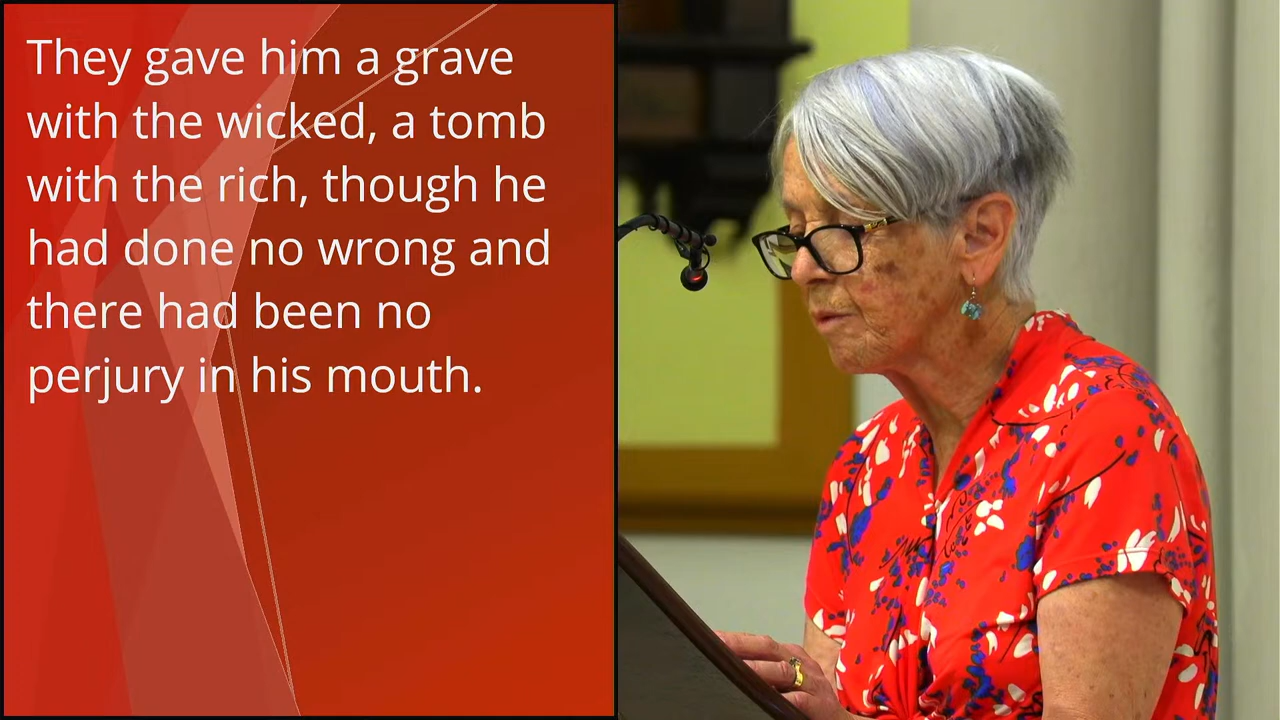 They gave him a grave
with the wicked, a tomb
with the rich, though he
had done no wrong and
there had been no
perjury in his mouth.